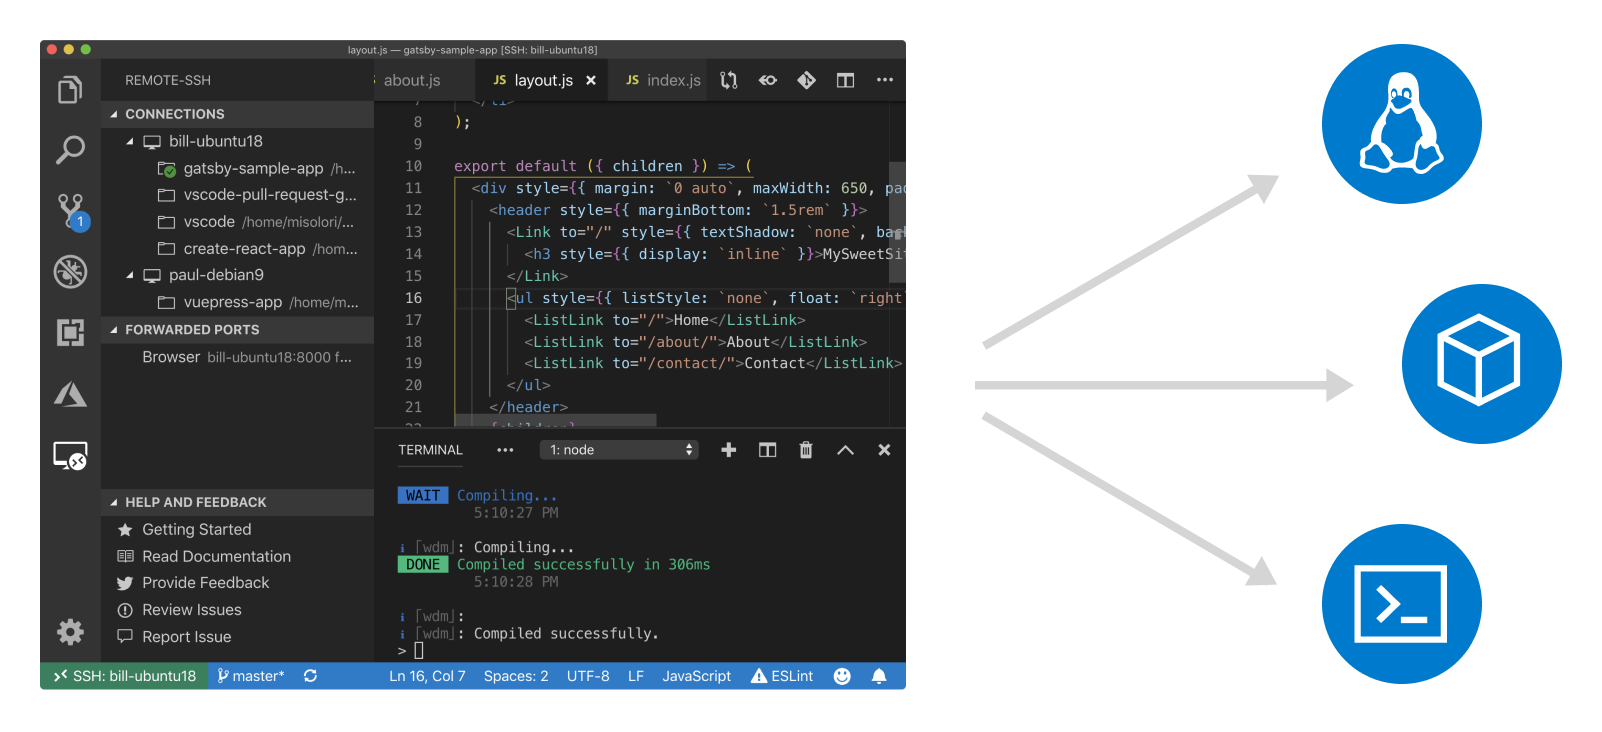 layout.js — gatsby-sample-app [SSH: bill-ubuntu18]
REMOTE-SSH
CONNECTIONS
bill-ubuntu18
gatsby-sample-app /h...
vscode-pull-request-g...
vscode /home/misolori/...
create-react-app /hom...
paul-debian9
vuepress-app /home/m...
FORWARDED PORTS
Browser bill-ubuntu18:8000 f...
HELP AND FEEDBACK
Getting Started
Read Documentation
Provide Feedback
Review Issues
Report Issue
1
about.js
JS layout.js ×
JS index.js
7 </li>
8 );
9
10 export default ({ children }) => (
11 <div style={{ margin: `0 auto`, maxWidth: 650, pad
12 <header style={{ marginBottom: `1.5rem` }}>
13 <Link to="/" style={{ textShadow: `none`, back
14 <h3 style={{ display: `inline` }}>MySweetSit
15 </Link>
16 <ul style={{ listStyle: `none`, float: `right`
17 <ListLink to="/">Home</ListLink>
18 <ListLink to="/about/">About</ListLink>
19 <ListLink to="/contact/">Contact</ListLink>
20 </ul>
21 </header>
22 {children}
TERMINAL ••• 1: node
WAIT Compiling...
5:10:27 PM
i ⌈wdm⌋: Compiling...
DONE Compiled successfully in 306ms
5:10:28 PM
i ⌈wdm⌋:
i ⌈wdm⌋: Compiled successfully.
>
SSH: bill-ubuntu18 master* Ln 16, Col 7 Spaces: 2 UTF-8 LF JavaScript ESLint